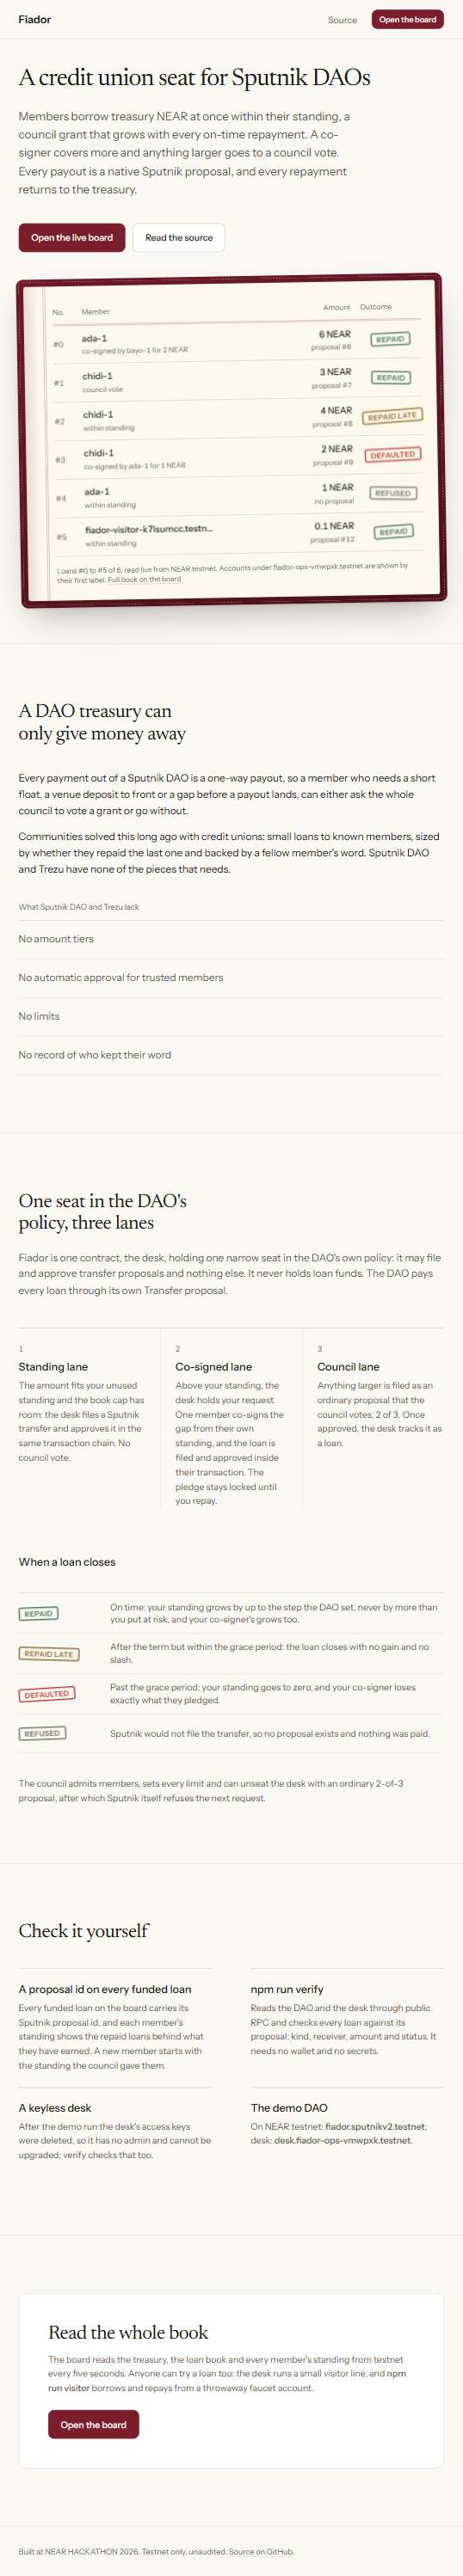 Fiador
Source
Open the board
A credit union seat for Sputnik DAOs
Members borrow treasury NEAR at once within their standing, a
council grant that grows with every on-time repayment. A co-
signer covers more and anything larger goes to a council vote.
Every payout is a native Sputnik proposal, and every repayment
returns to the treasury.
Open the live board
Read the source
No. Member Amount Outcome
#0 ada-1 6 NEAR REPAID
co-signed by bayo-1 for 2 NEAR proposal #6
#1 chidi-1 3 NEAR REPAID
council vote proposal #7
#2 chidi-1 4 NEAR REPAID LATE
within standing proposal #8
#3 chidi-1 2 NEAR DEFAULTED
co-signed by ada-1 for 1 NEAR proposal #9
#4 ada-1 1 NEAR REFUSED
within standing no proposal
#5 fiador-visitor-k7lsumcc.testn... 0.1 NEAR REPAID
within standing proposal #12
Loans #0 to #5 of 6, read live from NEAR testnet. Accounts under fiador-ops-vmwpxk.testnet are shown by
their first label. Full book on the board
A DAO treasury can
only give money away
Every payment out of a Sputnik DAO is a one-way payout, so a member who needs a short
float, a venue deposit to front or a gap before a payout lands, can either ask the whole
council to vote a grant or go without.
Communities solved this long ago with credit unions: small loans to known members, sized
by whether they repaid the last one and backed by a fellow member's word. Sputnik DAO
and Trezu have none of the pieces that needs.
What Sputnik DAO and Trezu lack
No amount tiers
No automatic approval for trusted members
No limits
No record of who kept their word
One seat in the DAO's
policy, three lanes
Fiador is one contract, the desk, holding one narrow seat in the DAO's own policy: it may file
and approve transfer proposals and nothing else. It never holds loan funds. The DAO pays
every loan through its own Transfer proposal.
1
Standing lane
The amount fits your unused
standing and the book cap has
room: the desk files a Sputnik
transfer and approves it in the
same transaction chain. No
council vote.
2
Co-signed lane
Above your standing, the
desk holds your request.
One member co-signs the
gap from their own
standing, and the loan is
filed and approved inside
their transaction. The
pledge stays locked until
you repay.
3
Council lane
Anything larger is filed as an
ordinary proposal that the
council votes, 2 of 3. Once
approved, the desk tracks it as
a loan.
When a loan closes
REPAID
On time: your standing grows by up to the step the DAO set, never by more than
you put at risk, and your co-signer's grows too.
REPAID LATE
After the term but within the grace period: the loan closes with no gain and no
slash.
DEFAULTED
Past the grace period: your standing goes to zero, and your co-signer loses
exactly what they pledged.
REFUSED
Sputnik would not file the transfer, so no proposal exists and nothing was paid.
The council admits members, sets every limit and can unseat the desk with an ordinary 2-of-3
proposal, after which Sputnik itself refuses the next request.
Check it yourself
A proposal id on every funded loan
Every funded loan on the board carries its
Sputnik proposal id, and each member's
standing shows the repaid loans behind what
they have earned. A new member starts with
the standing the council gave them.
npm run verify
Reads the DAO and the desk through public
RPC and checks every loan against its
proposal: kind, receiver, amount and status. It
needs no wallet and no secrets.
A keyless desk
After the demo run the desk's access keys
were deleted, so it has no admin and cannot be
upgraded; verify checks that too.
The demo DAO
On NEAR testnet: fiador.sputnikv2.testnet;
desk: desk.fiador-ops-vmwpxk.testnet.
Read the whole book
The board reads the treasury, the loan book and every member's standing from testnet
every five seconds. Anyone can try a loan too: the desk runs a small visitor line, and npm
run visitor borrows and repays from a throwaway faucet account.
Open the board
Built at NEAR HACKATHON 2026. Testnet only, unaudited. Source on GitHub.